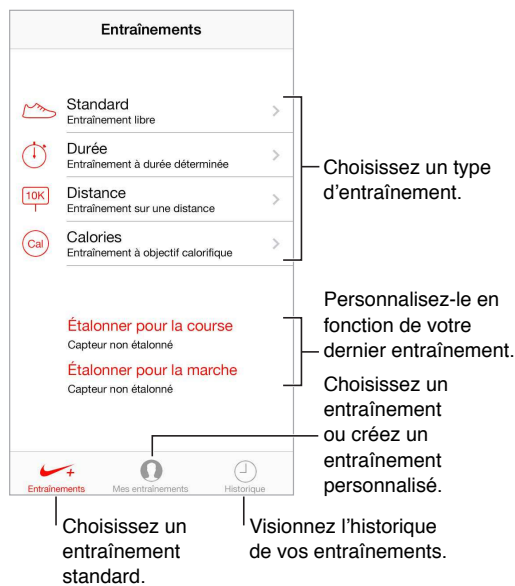 Entraînements
Standard
Entraînement libre
Durée
Entraînement à durée déterminée
10K
Distance
Entraînement sur une distance
Cal
Calories
Entraînement à objectif calorifique
Choisissez un type
d’entraînement.
Étalonner pour la course
Capteur non étalonné
Étalonner pour la marche
Capteur non étalonné
Personnalisez-le en
fonction de votre
dernier entraînement.
Choisissez un
entraînement
ou créez un
entraînement
personnalisé.
Entraînements
Mes entraînements
Historique
Choisissez un
entraînement
standard.
Visionnez l’historique
de vos entraînements.